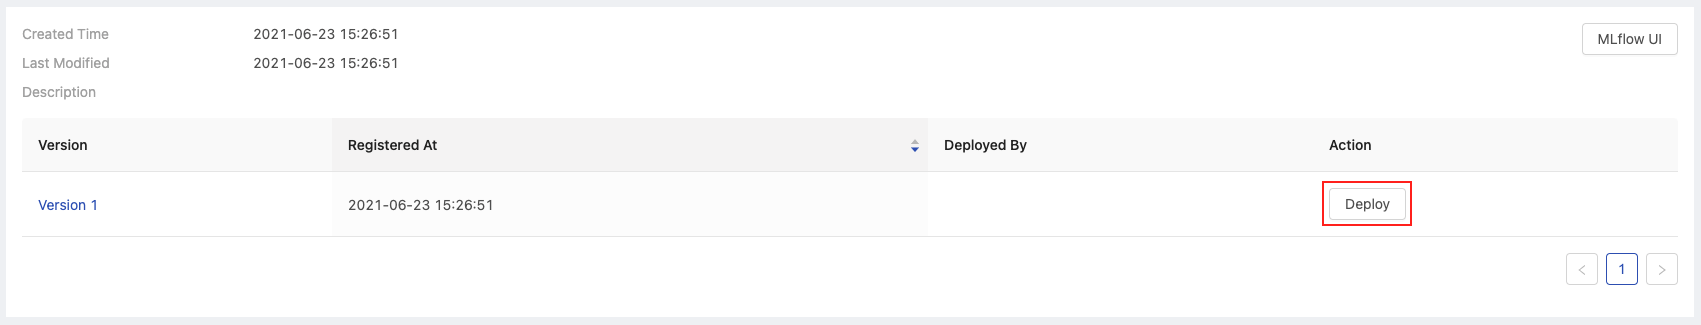 Created Time 2021-06-23 15:26:51 MLflow UI
Last Modified 2021-06-23 15:26:51
Description
Version Registered At Deployed By Action
Version 1 2021-06-23 15:26:51 Deploy
< 1 >